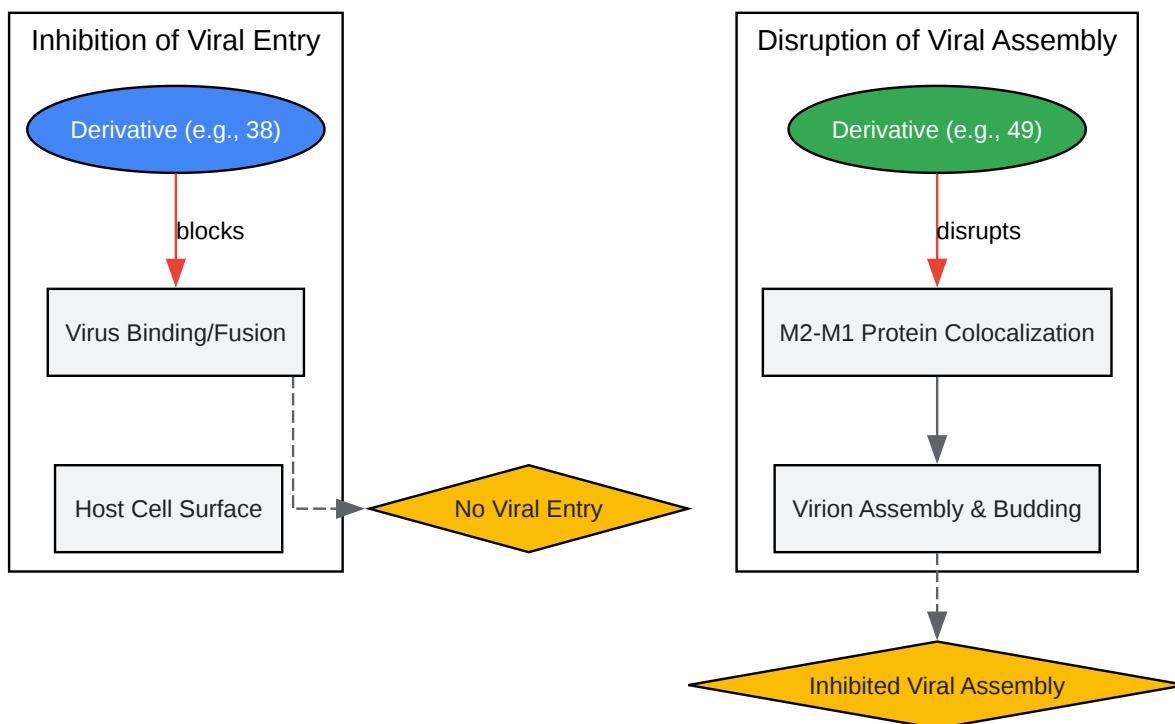 Inhibition of Viral Entry
Derivative (e.g., 38)
blocks
Virus Binding/Fusion
Host Cell Surface
No Viral Entry
Disruption of Viral Assembly
Derivative (e.g., 49)
disrupts
M2-M1 Protein Colocalization
Virion Assembly & Budding
Inhibited Viral Assembly